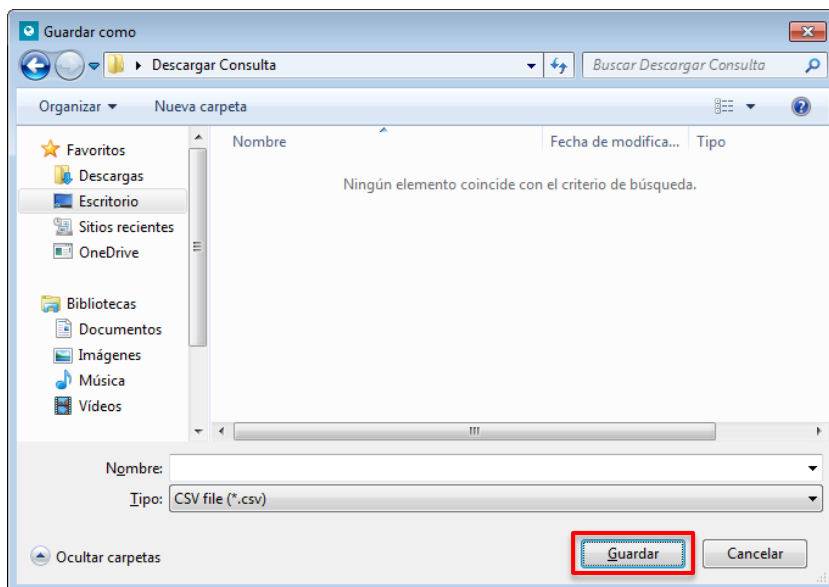 Guardar como
Descargar Consulta
Buscar Descargar Consulta
Organizar
Nueva carpeta
Favoritos
Descargas
Escritorio
Sitios recientes
OneDrive
Bibliotecas
Documentos
Imágenes
Música
Vídeos
Nombre
Fecha de modifica...
Tipo
Ningún elemento coincide con el criterio de búsqueda.
Nombre:
Tipo: CSV file (*.csv)
Ocultar carpetas
Guardar
Cancelar